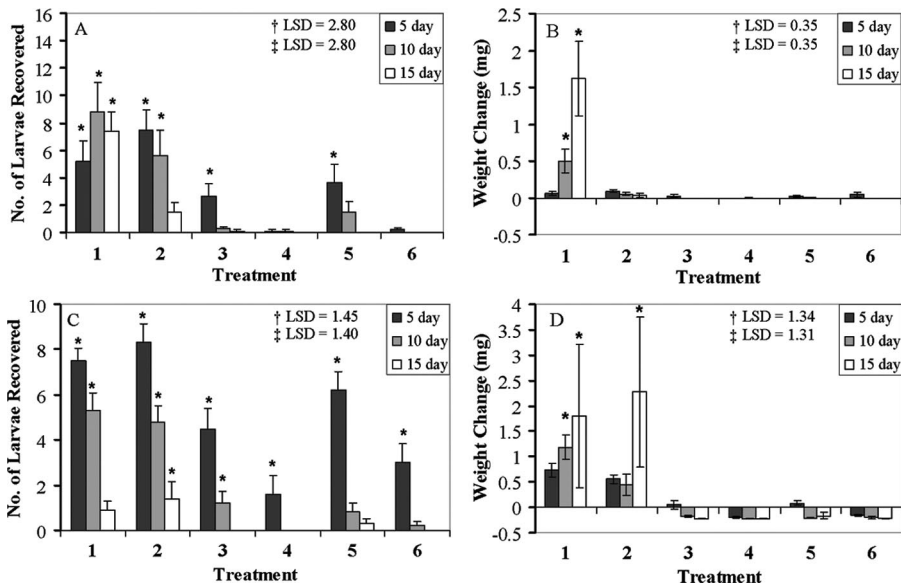 A
† LSD = 2.80
‡ LSD = 2.80
5 day
10 day
15 day
No. of Larvae Recovered
16
14
12
10
8
6
4
2
0
* * * * * * *
1 2 3 4 5 6
Treatment
B
† LSD = 0.35
‡ LSD = 0.35
5 day
10 day
15 day
Weight Change (mg)
2.5
2
1.5
1
0.5
0
-0.5
* *
1 2 3 4 5 6
Treatment
C
† LSD = 1.45
‡ LSD = 1.40
5 day
10 day
15 day
No. of Larvae Recovered
10
8
6
4
2
0
* * * * * * * * * *
1 2 3 4 5 6
Treatment
D
† LSD = 1.34
‡ LSD = 1.31
5 day
10 day
15 day
Weight Change (mg)
4
3.5
3
2.5
2
1.5
1
0.5
0
-0.5
* * *
1 2 3 4 5 6
Treatment